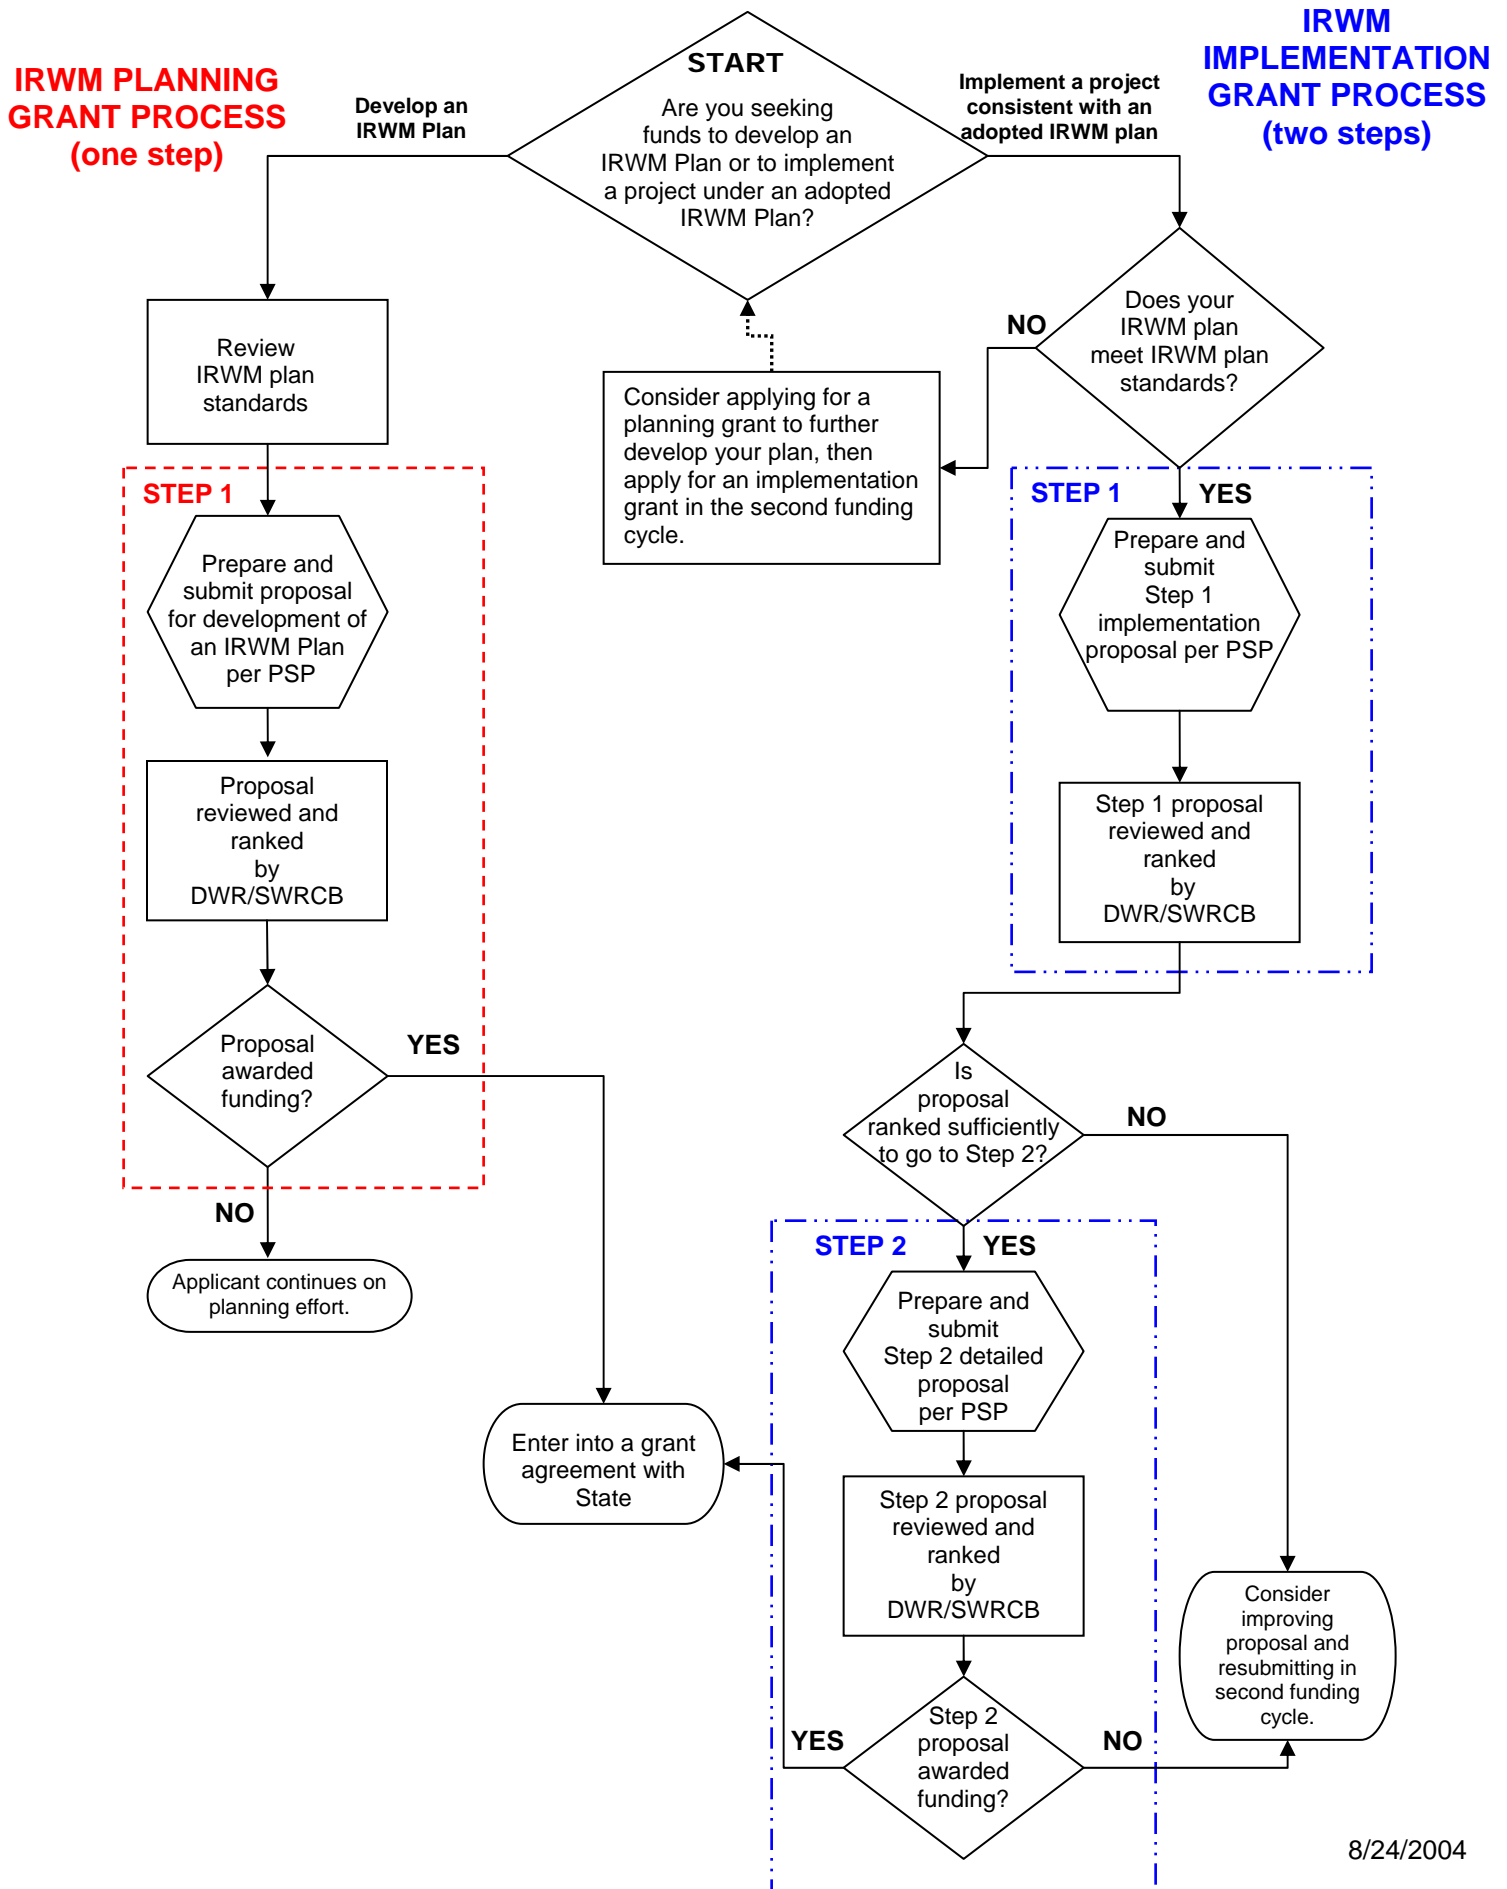 IRWM PLANNING
GRANT PROCESS
(one step)
IRWM
IMPLEMENTATION
GRANT PROCESS
(two steps)
START
Are you seeking
funds to develop an
IRWM Plan or to implement
a project under an adopted
IRWM Plan?
Develop an
IRWM Plan
Implement a project
consistent with an
adopted IRWM plan
Review
IRWM plan
standards
Does your
IRWM plan
meet IRWM plan
standards?
NO
Consider applying for a
planning grant to further
develop your plan, then
apply for an implementation
grant in the second funding
cycle.
STEP 1
Prepare and
submit proposal
for development of
an IRWM Plan
per PSP
Proposal
reviewed and
ranked
by
DWR/SWRCB
Proposal
awarded
funding?
YES
NO
Applicant continues on
planning effort.
STEP 1
YES
Prepare and
submit
Step 1
implementation
proposal per PSP
Step 1 proposal
reviewed and
ranked
by
DWR/SWRCB
Is
proposal
ranked sufficiently
to go to Step 2?
NO
STEP 2
YES
Prepare and
submit
Step 2 detailed
proposal
per PSP
Enter into a grant
agreement with
State
Step 2 proposal
reviewed and
ranked
by
DWR/SWRCB
Step 2
proposal
awarded
funding?
YES
NO
Consider
improving
proposal and
resubmitting in
second funding
cycle.
8/24/2004